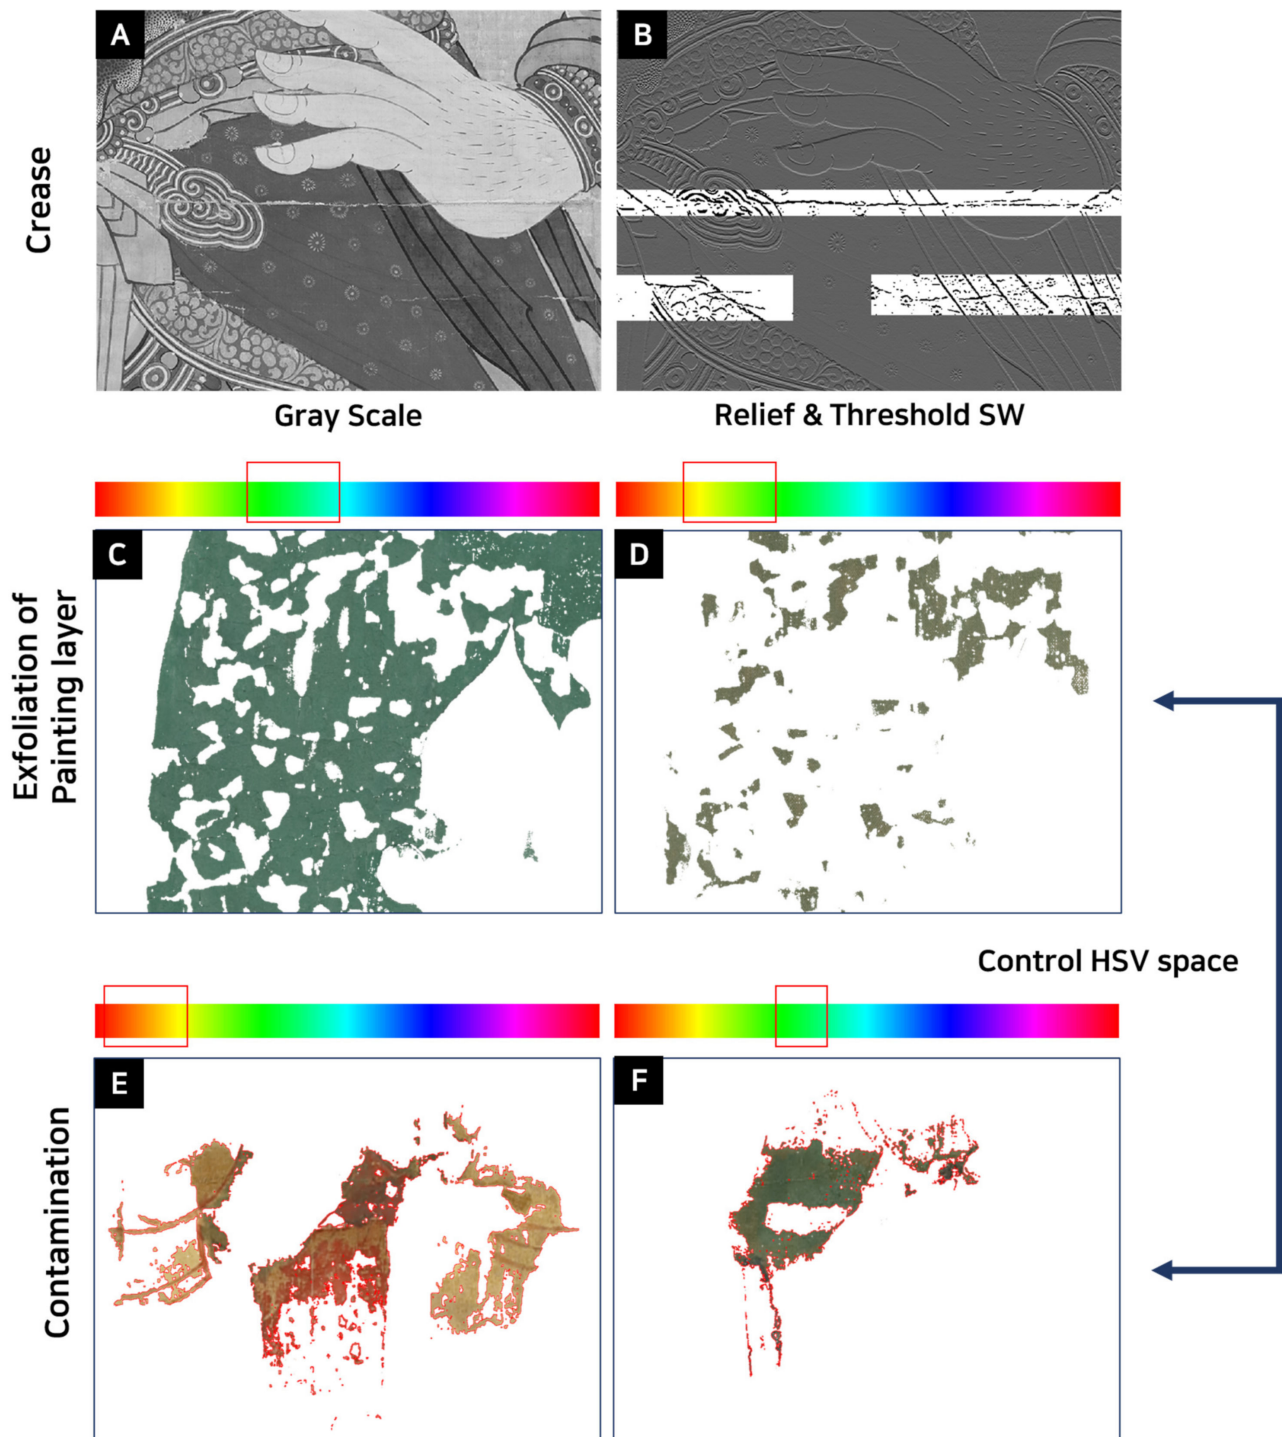 A
B
Crease
Gray Scale
Relief & Threshold SW
C
D
Exfoliation of
Painting layer
Control HSV space
E
F
Contamination